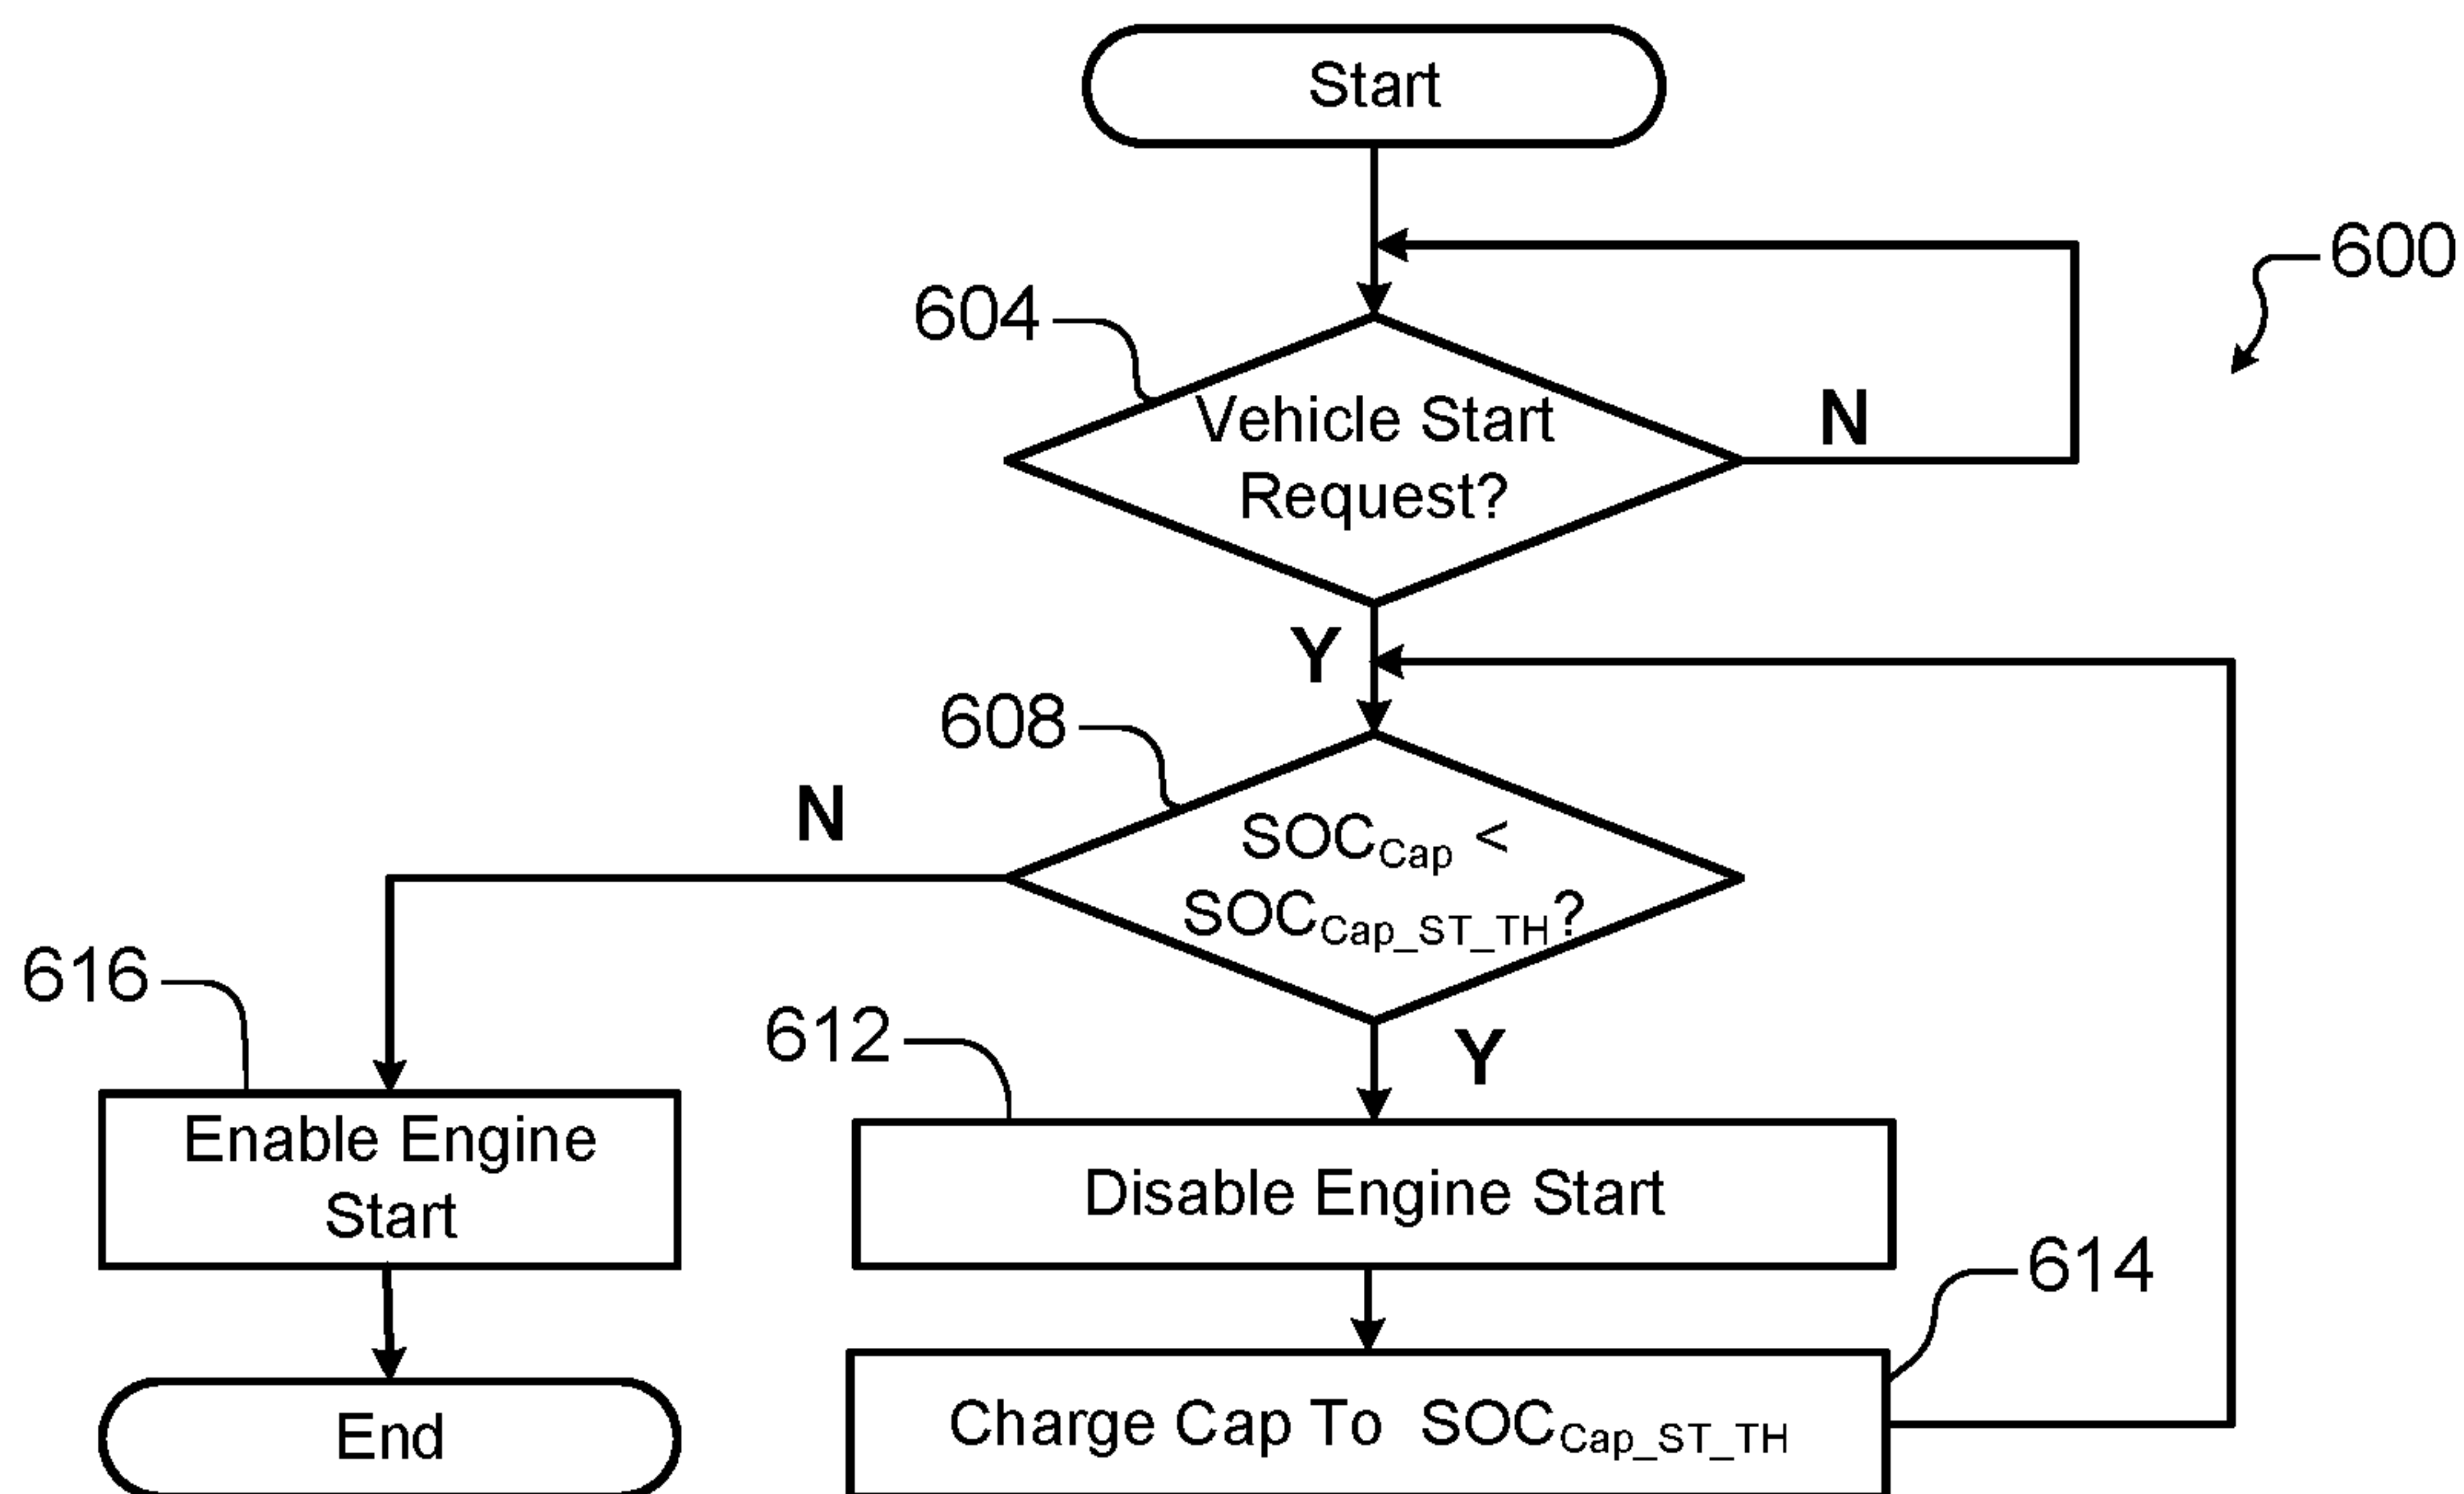 Start
600
604
Vehicle Start
Request?
N
Y
608
N
SOCCap <
SOCCap_ST_TH?
616
612
Y
Enable Engine
Start
Disable Engine Start
614
End
Charge Cap To SOCCap_ST_TH